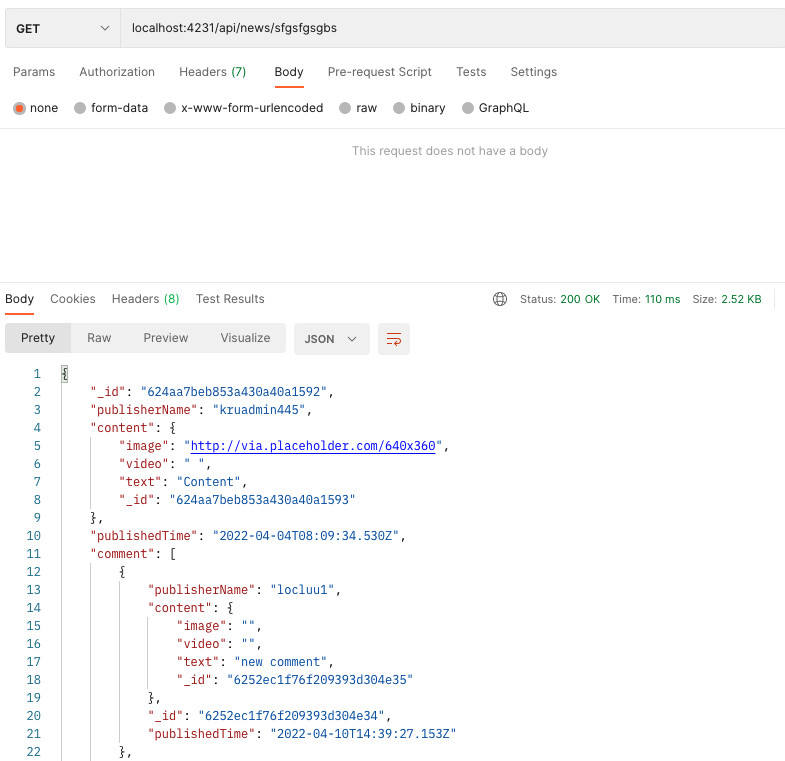 GET localhost:4231/api/news/sfgsfgsgbs
Params Authorization Headers (7) Body Pre-request Script Tests Settings
none form-data x-www-form-urlencoded raw binary GraphQL
This request does not have a body
Body Cookies Headers (8) Test Results Status: 200 OK Time: 110 ms Size: 2.52 KB
Pretty Raw Preview Visualize JSON
1 {
2 "_id": "624aa7beb853a430a40a1592",
3 "publisherName": "kruadmin445",
4 "content": {
5 "image": "http://via.placeholder.com/640x360",
6 "video": " ",
7 "text": "Content",
8 "_id": "624aa7beb853a430a40a1593"
9 },
10 "publishedTime": "2022-04-04T08:09:34.530Z",
11 "comment": [
12 {
13 "publisherName": "locluu1",
14 "content": {
15 "image": "",
16 "video": "",
17 "text": "new comment",
18 "_id": "6252ec1f76f209393d304e35"
19 },
20 "_id": "6252ec1f76f209393d304e34",
21 "publishedTime": "2022-04-10T14:39:27.153Z"
22 },